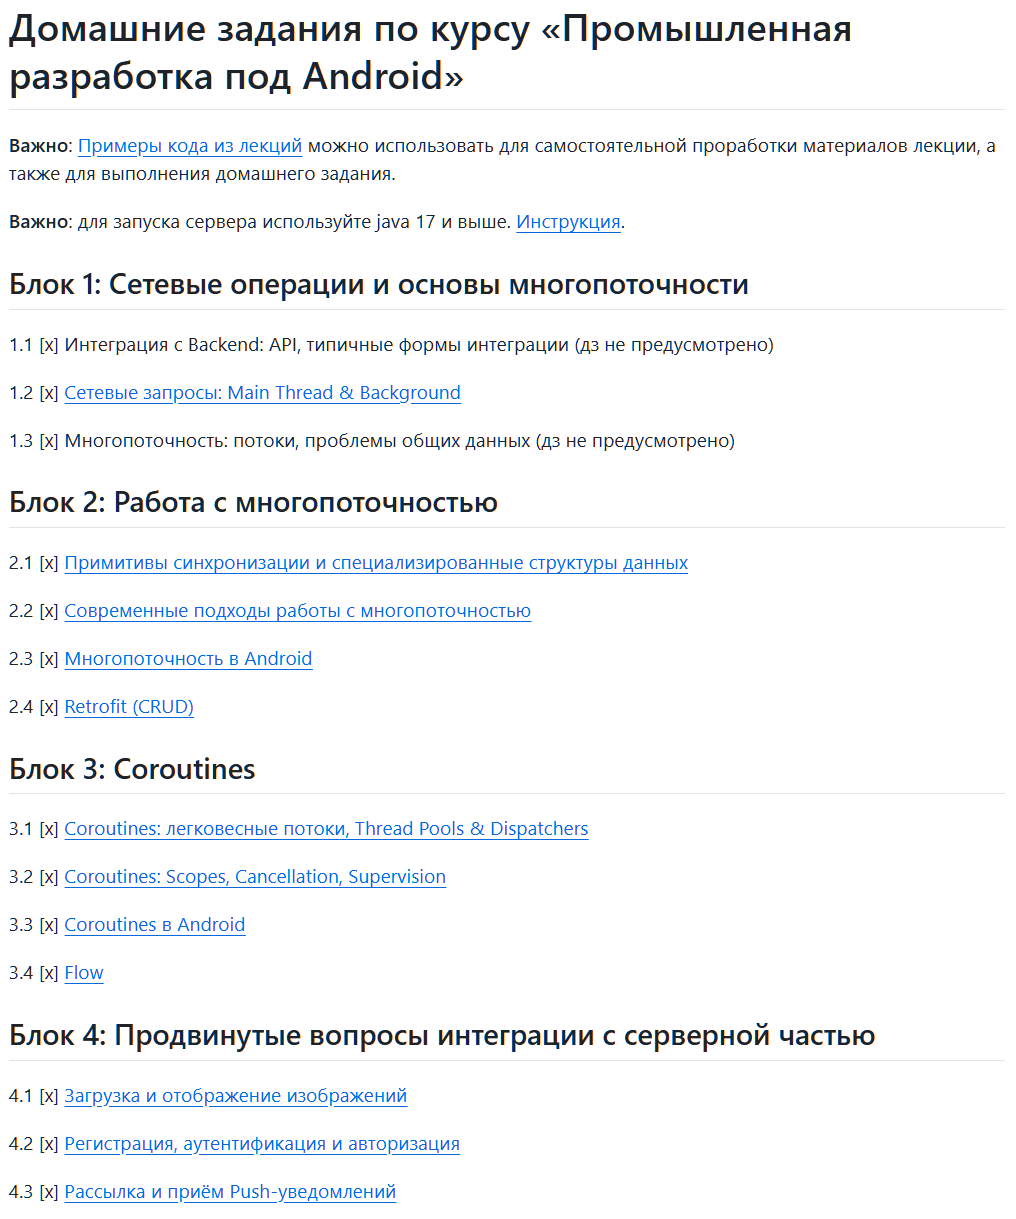 Домашние задания по курсу «Промышленная
разработка под Android»
Важно: Примеры кода из лекций можно использовать для самостоятельной проработки материалов лекции, а
также для выполнения домашнего задания.
Важно: для запуска сервера используйте java 17 и выше. Инструкция.
Блок 1: Сетевые операции и основы многопоточности
1.1 [x] Интеграция с Backend: API, типичные формы интеграции (дз не предусмотрено)
1.2 [x] Сетевые запросы: Main Thread & Background
1.3 [x] Многопоточность: потоки, проблемы общих данных (дз не предусмотрено)
Блок 2: Работа с многопоточностью
2.1 [x] Примитивы синхронизации и специализированные структуры данных
2.2 [x] Современные подходы работы с многопоточностью
2.3 [x] Многопоточность в Android
2.4 [x] Retrofit (CRUD)
Блок 3: Coroutines
3.1 [x] Coroutines: легковесные потоки, Thread Pools & Dispatchers
3.2 [x] Coroutines: Scopes, Cancellation, Supervision
3.3 [x] Coroutines в Android
3.4 [x] Flow
Блок 4: Продвинутые вопросы интеграции с серверной частью
4.1 [x] Загрузка и отображение изображений
4.2 [x] Регистрация, аутентификация и авторизация
4.3 [x] Рассылка и приём Push-уведомлений